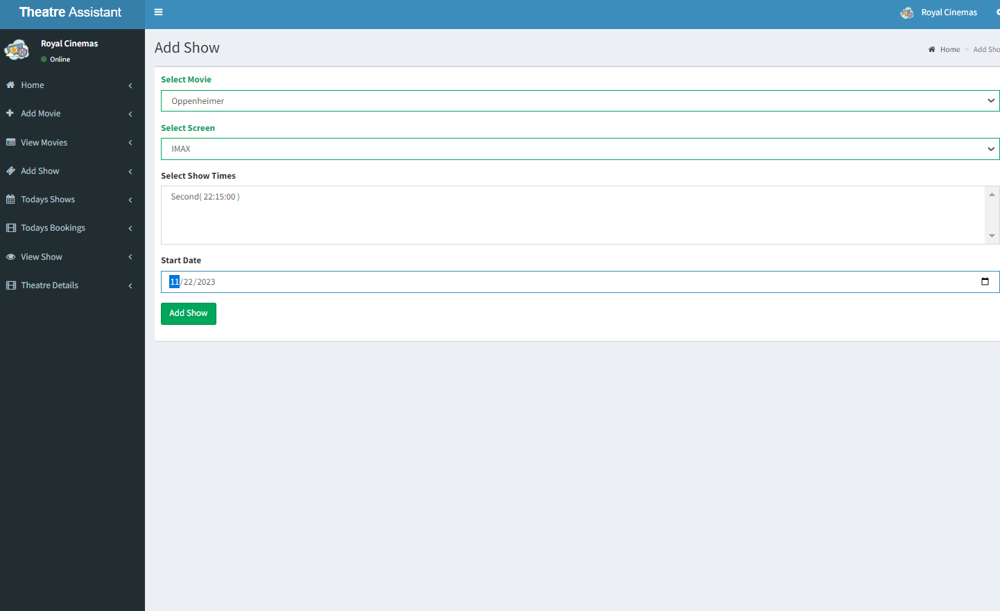 Theatre Assistant
Royal Cinemas
Royal Cinemas
Online
Home
Add Movie
View Movies
Add Show
Todays Shows
Todays Bookings
View Show
Theatre Details
Add Show
Home > Add Sho
Select Movie
Oppenheimer
Select Screen
IMAX
Select Show Times
Second( 22:15:00 )
Start Date
11/22/2023
Add Show